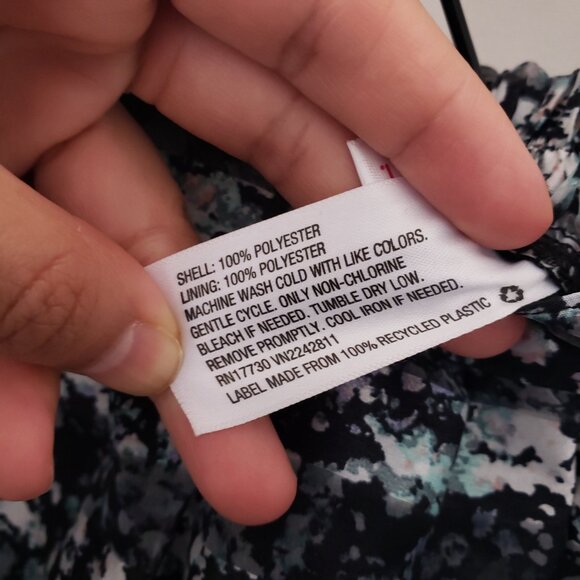 SHELL: 100% POLYESTER
LINING: 100% POLYESTER
MACHINE WASH COLD WITH LIKE COLORS.
GENTLE CYCLE. ONLY NON-CHLORINE
BLEACH IF NEEDED. TUMBLE DRY LOW.
REMOVE PROMPTLY. COOL IRON IF NEEDED.
RN17730 VN2242811
LABEL MADE FROM 100% RECYCLED PLASTIC